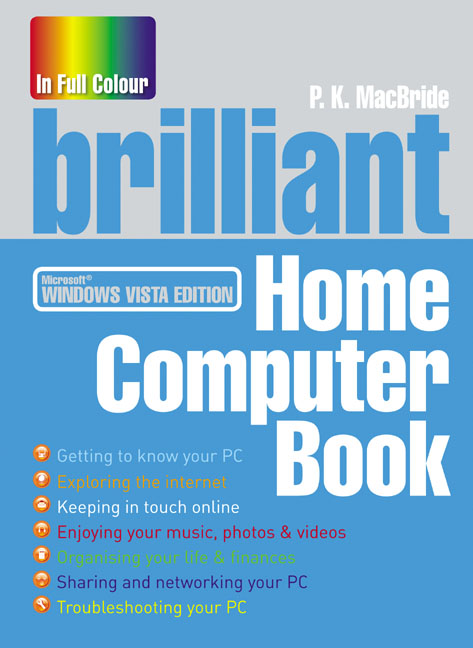 In Full Colour
P. K. MacBride
brilliant
Microsoft®
WINDOWS VISTA EDITION
Home
Computer
Book
Getting to know your PC
Exploring the internet
Keeping in touch online
Enjoying your music, photos & videos
Organising your life & finances
Sharing and networking your PC
Troubleshooting your PC